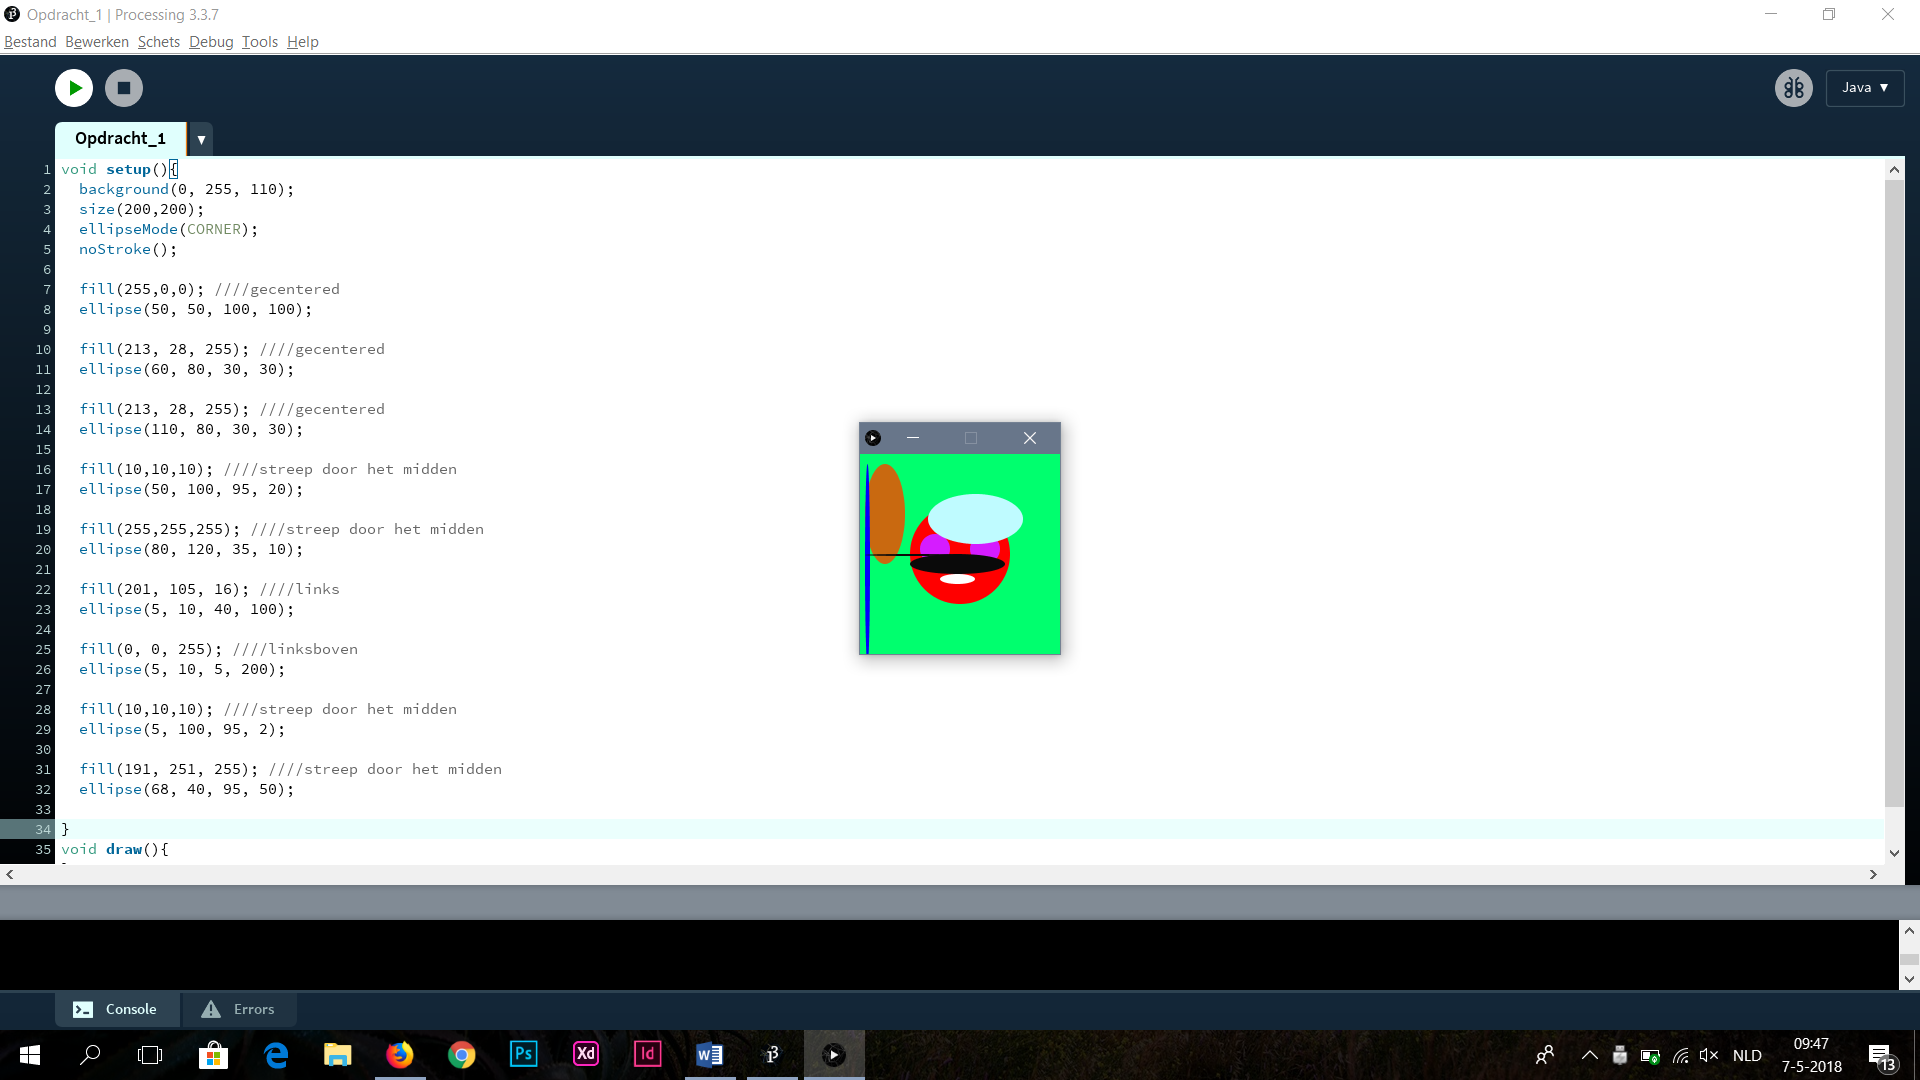 Opdracht_1 | Processing 3.3.7
Bestand Bewerken Schets Debug Tools Help
Java ▼
Opdracht_1 ▼
1 void setup(){
2 background(0, 255, 110);
3 size(200,200);
4 ellipseMode(CORNER);
5 noStroke();
6
7 fill(255,0,0); ////gecentered
8 ellipse(50, 50, 100, 100);
9
10 fill(213, 28, 255); ////gecentered
11 ellipse(60, 80, 30, 30);
12
13 fill(213, 28, 255); ////gecentered
14 ellipse(110, 80, 30, 30);
15
16 fill(10,10,10); ////streep door het midden
17 ellipse(50, 100, 95, 20);
18
19 fill(255,255,255); ////streep door het midden
20 ellipse(80, 120, 35, 10);
21
22 fill(201, 105, 16); ////links
23 ellipse(5, 10, 40, 100);
24
25 fill(0, 0, 255); ////linksboven
26 ellipse(5, 10, 5, 200);
27
28 fill(10,10,10); ////streep door het midden
29 ellipse(5, 100, 95, 2);
30
31 fill(191, 251, 255); ////streep door het midden
32 ellipse(68, 40, 95, 50);
33
34 }
35 void draw(){
Console Errors
Ps Xd Id NLD 09:47
7-5-2018 13